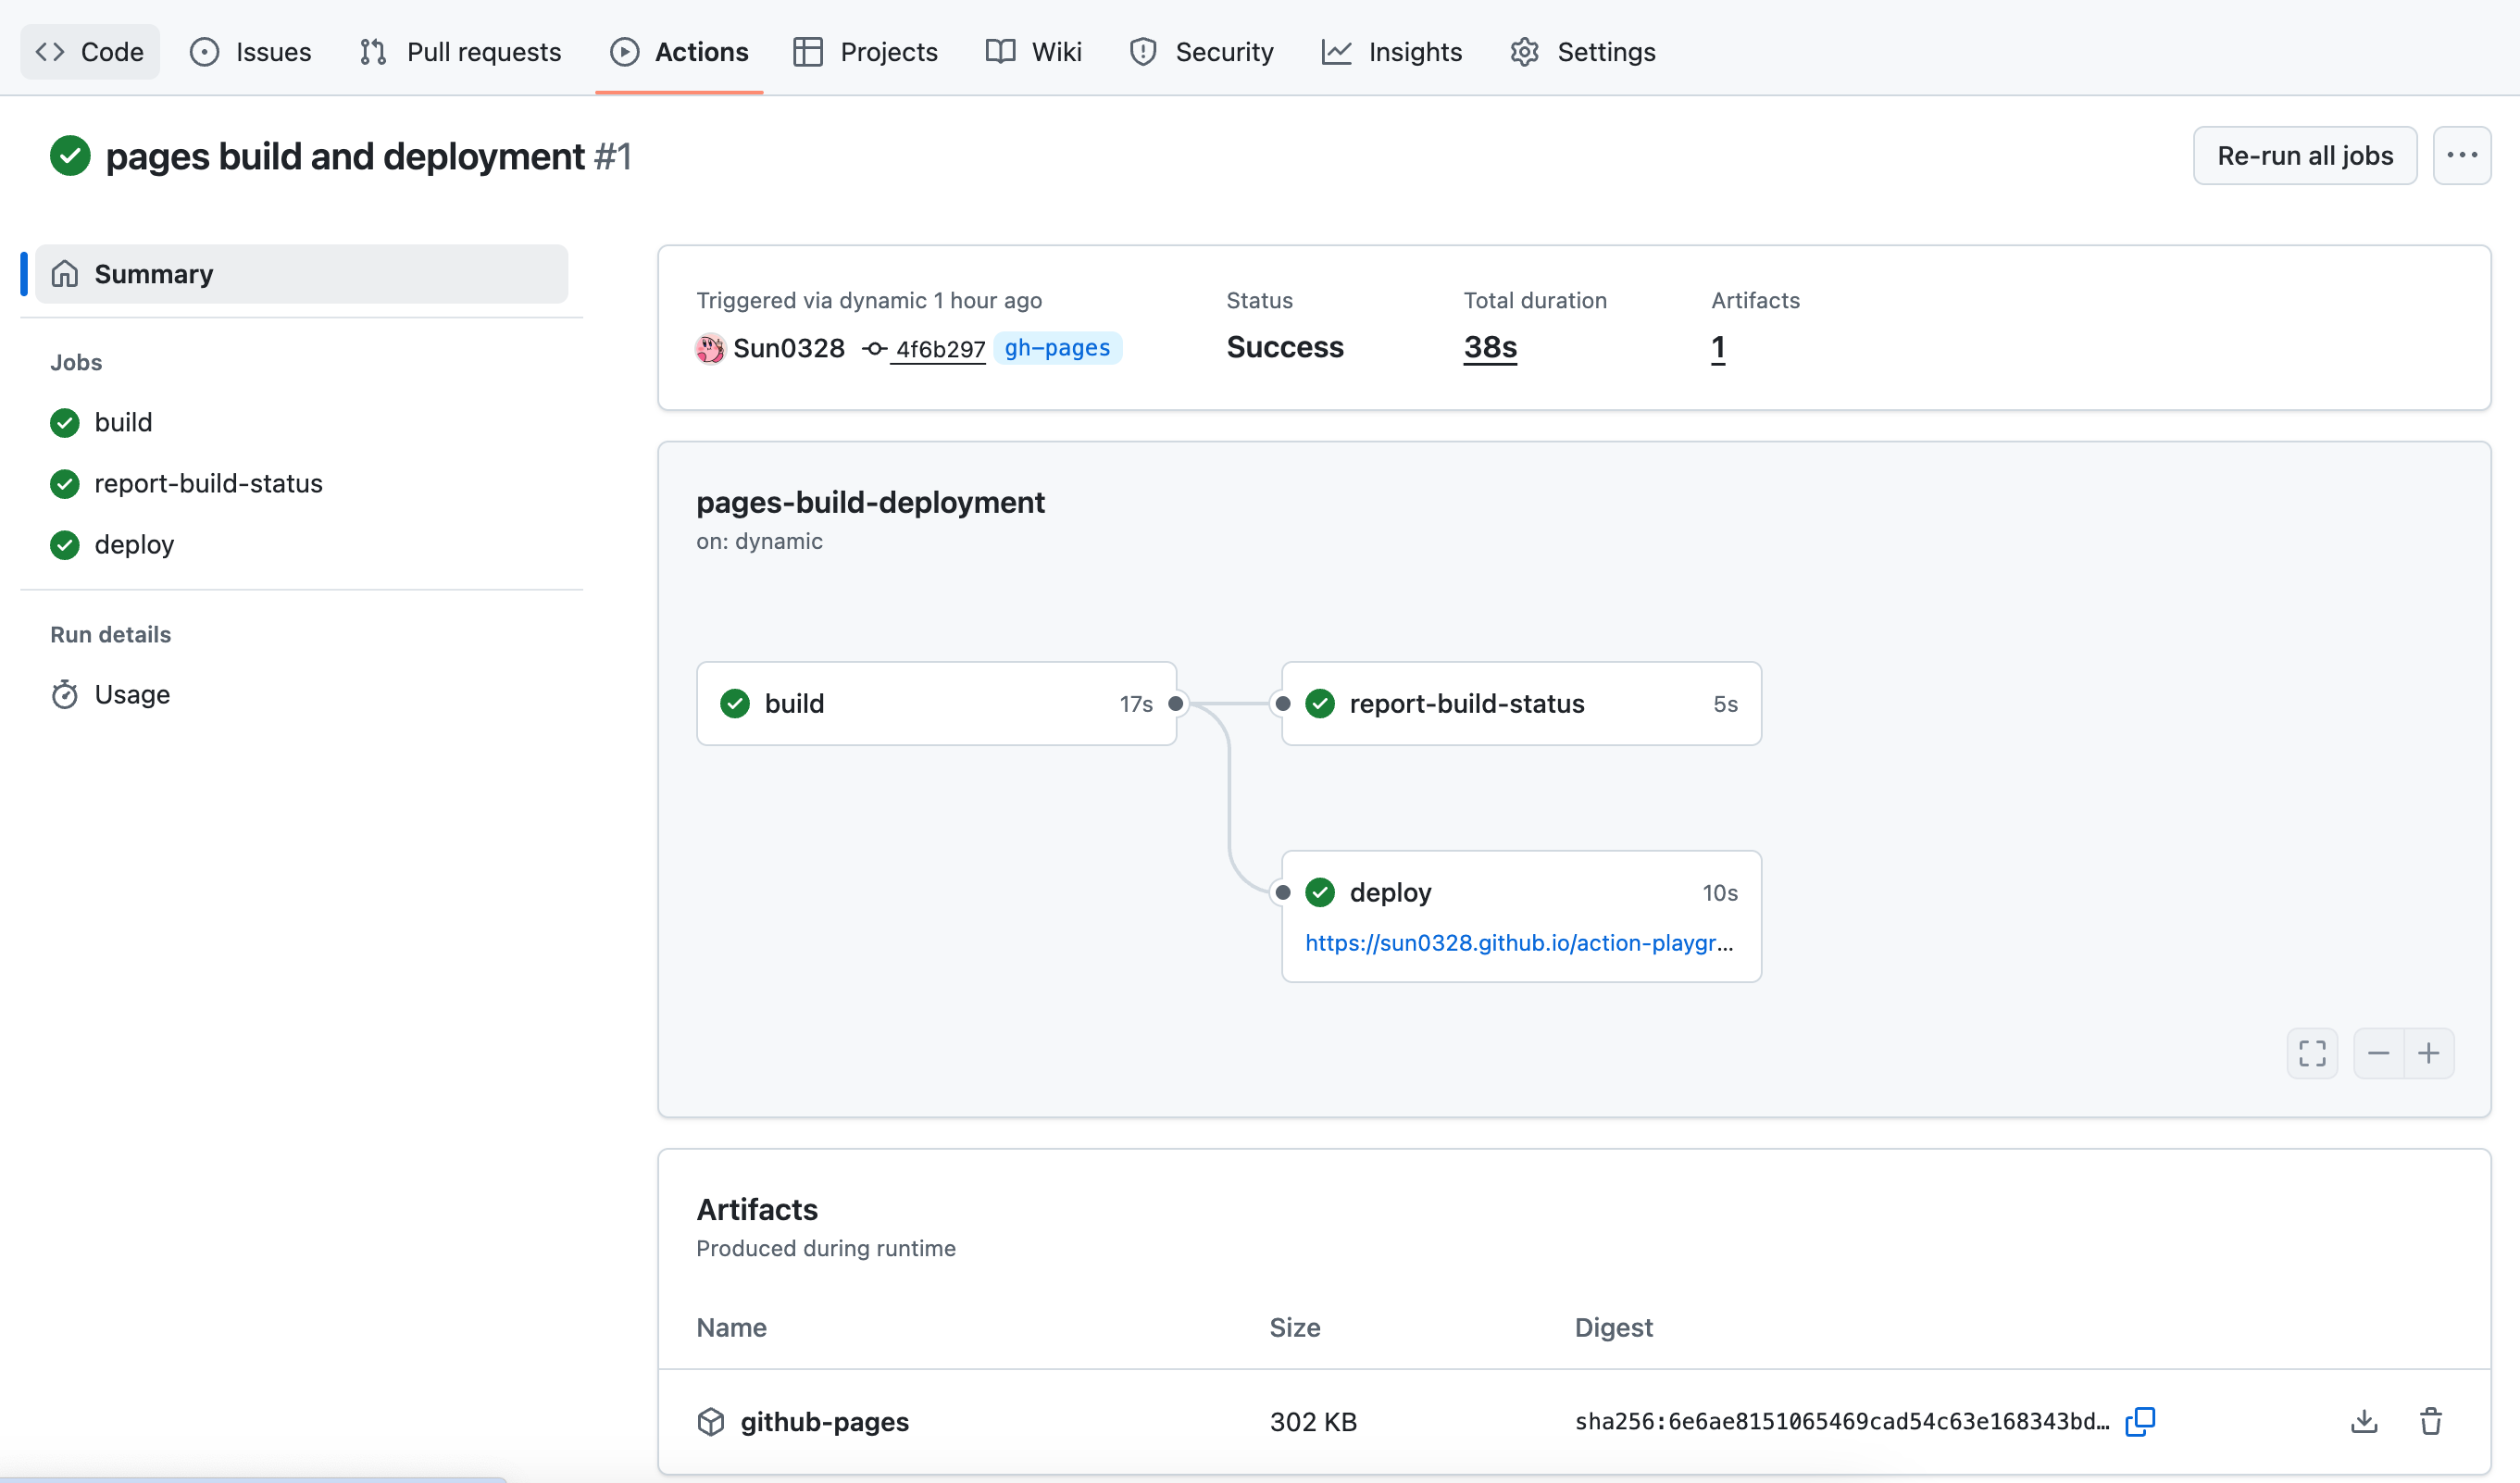 Code Issues Pull requests Actions Projects Wiki Security Insights Settings
pages build and deployment #1
Re-run all jobs
Summary
Jobs
build
report-build-status
deploy
Run details
Usage
Triggered via dynamic 1 hour ago
Sun0328 4f6b297 gh-pages
Status
Success
Total duration
38s
Artifacts
1
pages-build-deployment
on: dynamic
build 17s
report-build-status 5s
deploy 10s
https://sun0328.github.io/action-playgr...
Artifacts
Produced during runtime
Name Size Digest
github-pages 302 KB sha256:6e6ae8151065469cad54c63e168343bd…